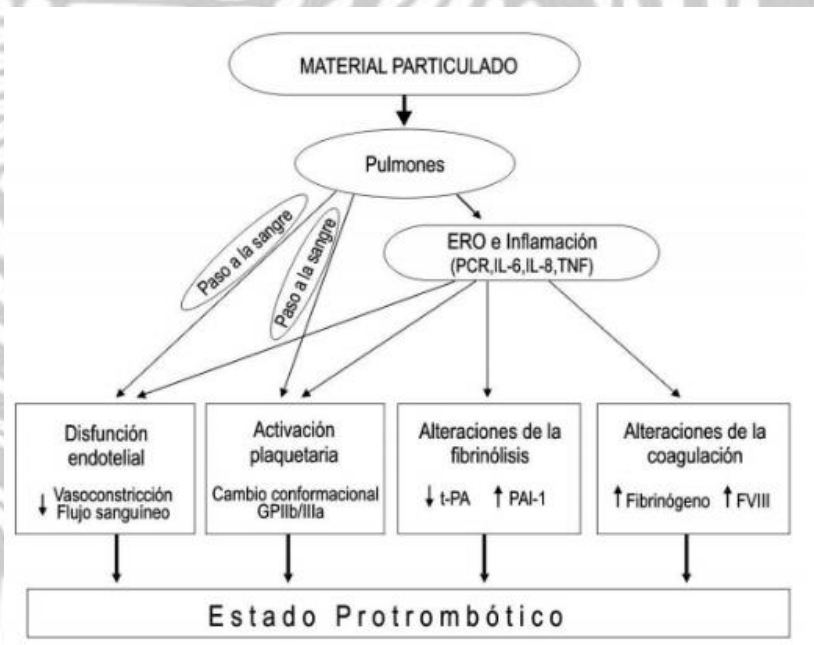 MATERIAL PARTICULADO
Pulmones
Paso a la sangre
Paso a la sangre
ERO e Inflamación
(PCR,IL-6,IL-8,TNF)
Disfunción
endotelial
↓ Vasoconstricción
Flujo sanguíneo
Activación
plaquetaria
Cambio conformacional
GPIIb/IIIa
Alteraciones de la
fibrinólisis
↓ t-PA ↑ PAI-1
Alteraciones de la
coagulación
↑ Fibrinógeno ↑ FVIII
Estado Protrombótico